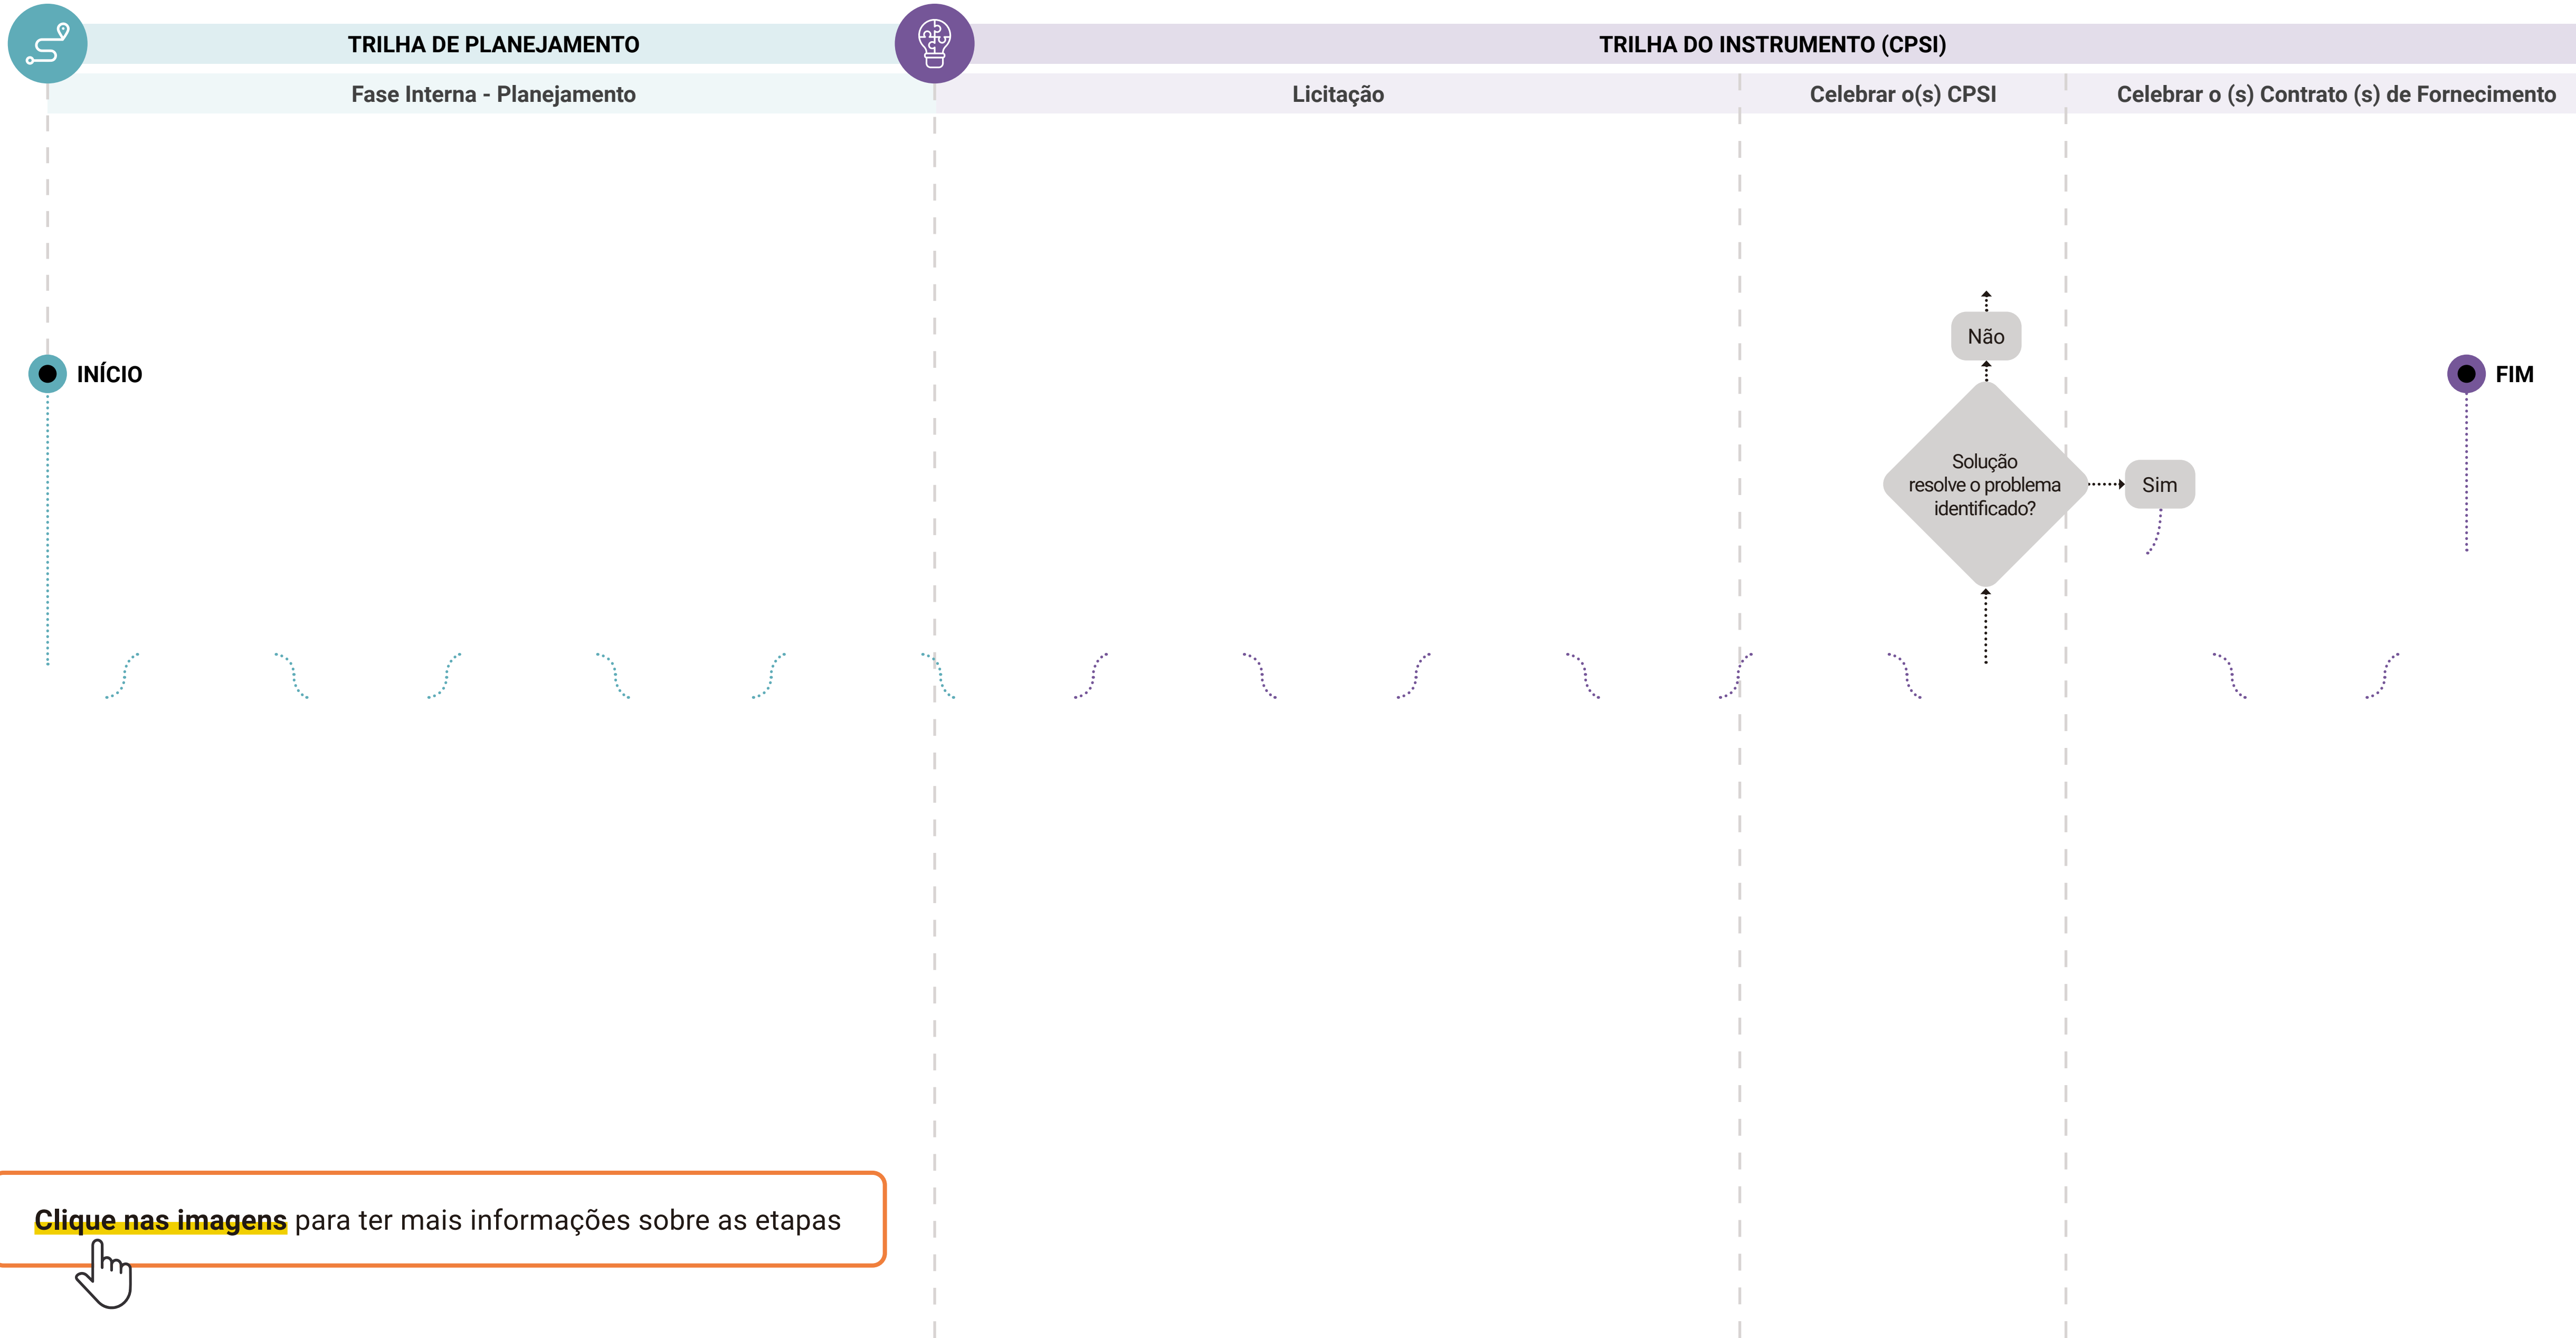 TRILHA DE PLANEJAMENTO
TRILHA DO INSTRUMENTO (CPSI)
Fase Interna - Planejamento
Licitação
Celebrar o(s) CPSI
Celebrar o (s) Contrato (s) de Fornecimento
Não
INÍCIO
FIM
Solução
resolve o problema
identificado?
Sim
Clique nas imagens para ter mais informações sobre as etapas